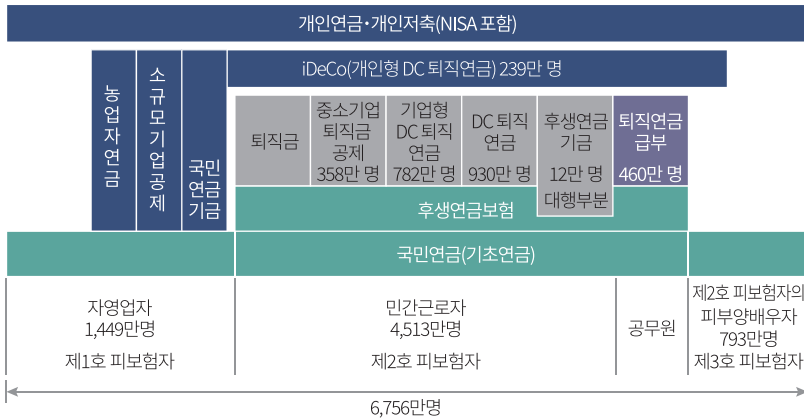 개인연금·개인저축(NISA 포함)
iDeCo(개인형 DC 퇴직연금) 239만 명
농업자연금
소규모기업공제
국민
연금
기금
퇴직금
중소기업
퇴직금
공제
358만 명
기업형
DC 퇴직
연금
782만 명
DC 퇴직
연금
930만 명
후생연금
기금
12만 명
대행부분
퇴직연금
급부
460만 명
후생연금보험
국민연금(기초연금)
자영업자
1,449만명
제1호 피보험자
민간근로자
4,513만명
제2호 피보험자
공무원
제2호 피보험자의
피부양배우자
793만명
제3호 피보험자
6,756만명